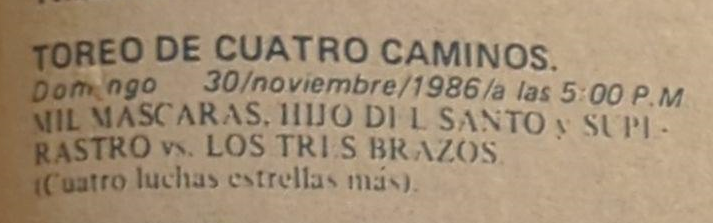 TOREO DE CUATRO CAMINOS.
Domingo 30/noviembre/1986/a las 5:00 P.M
MIL MASCARAS, HIJO DEL SANTO y SUPER-
RASTRO vs. LOS TRES BRAZOS
(Cuatro luchas estrellas más).